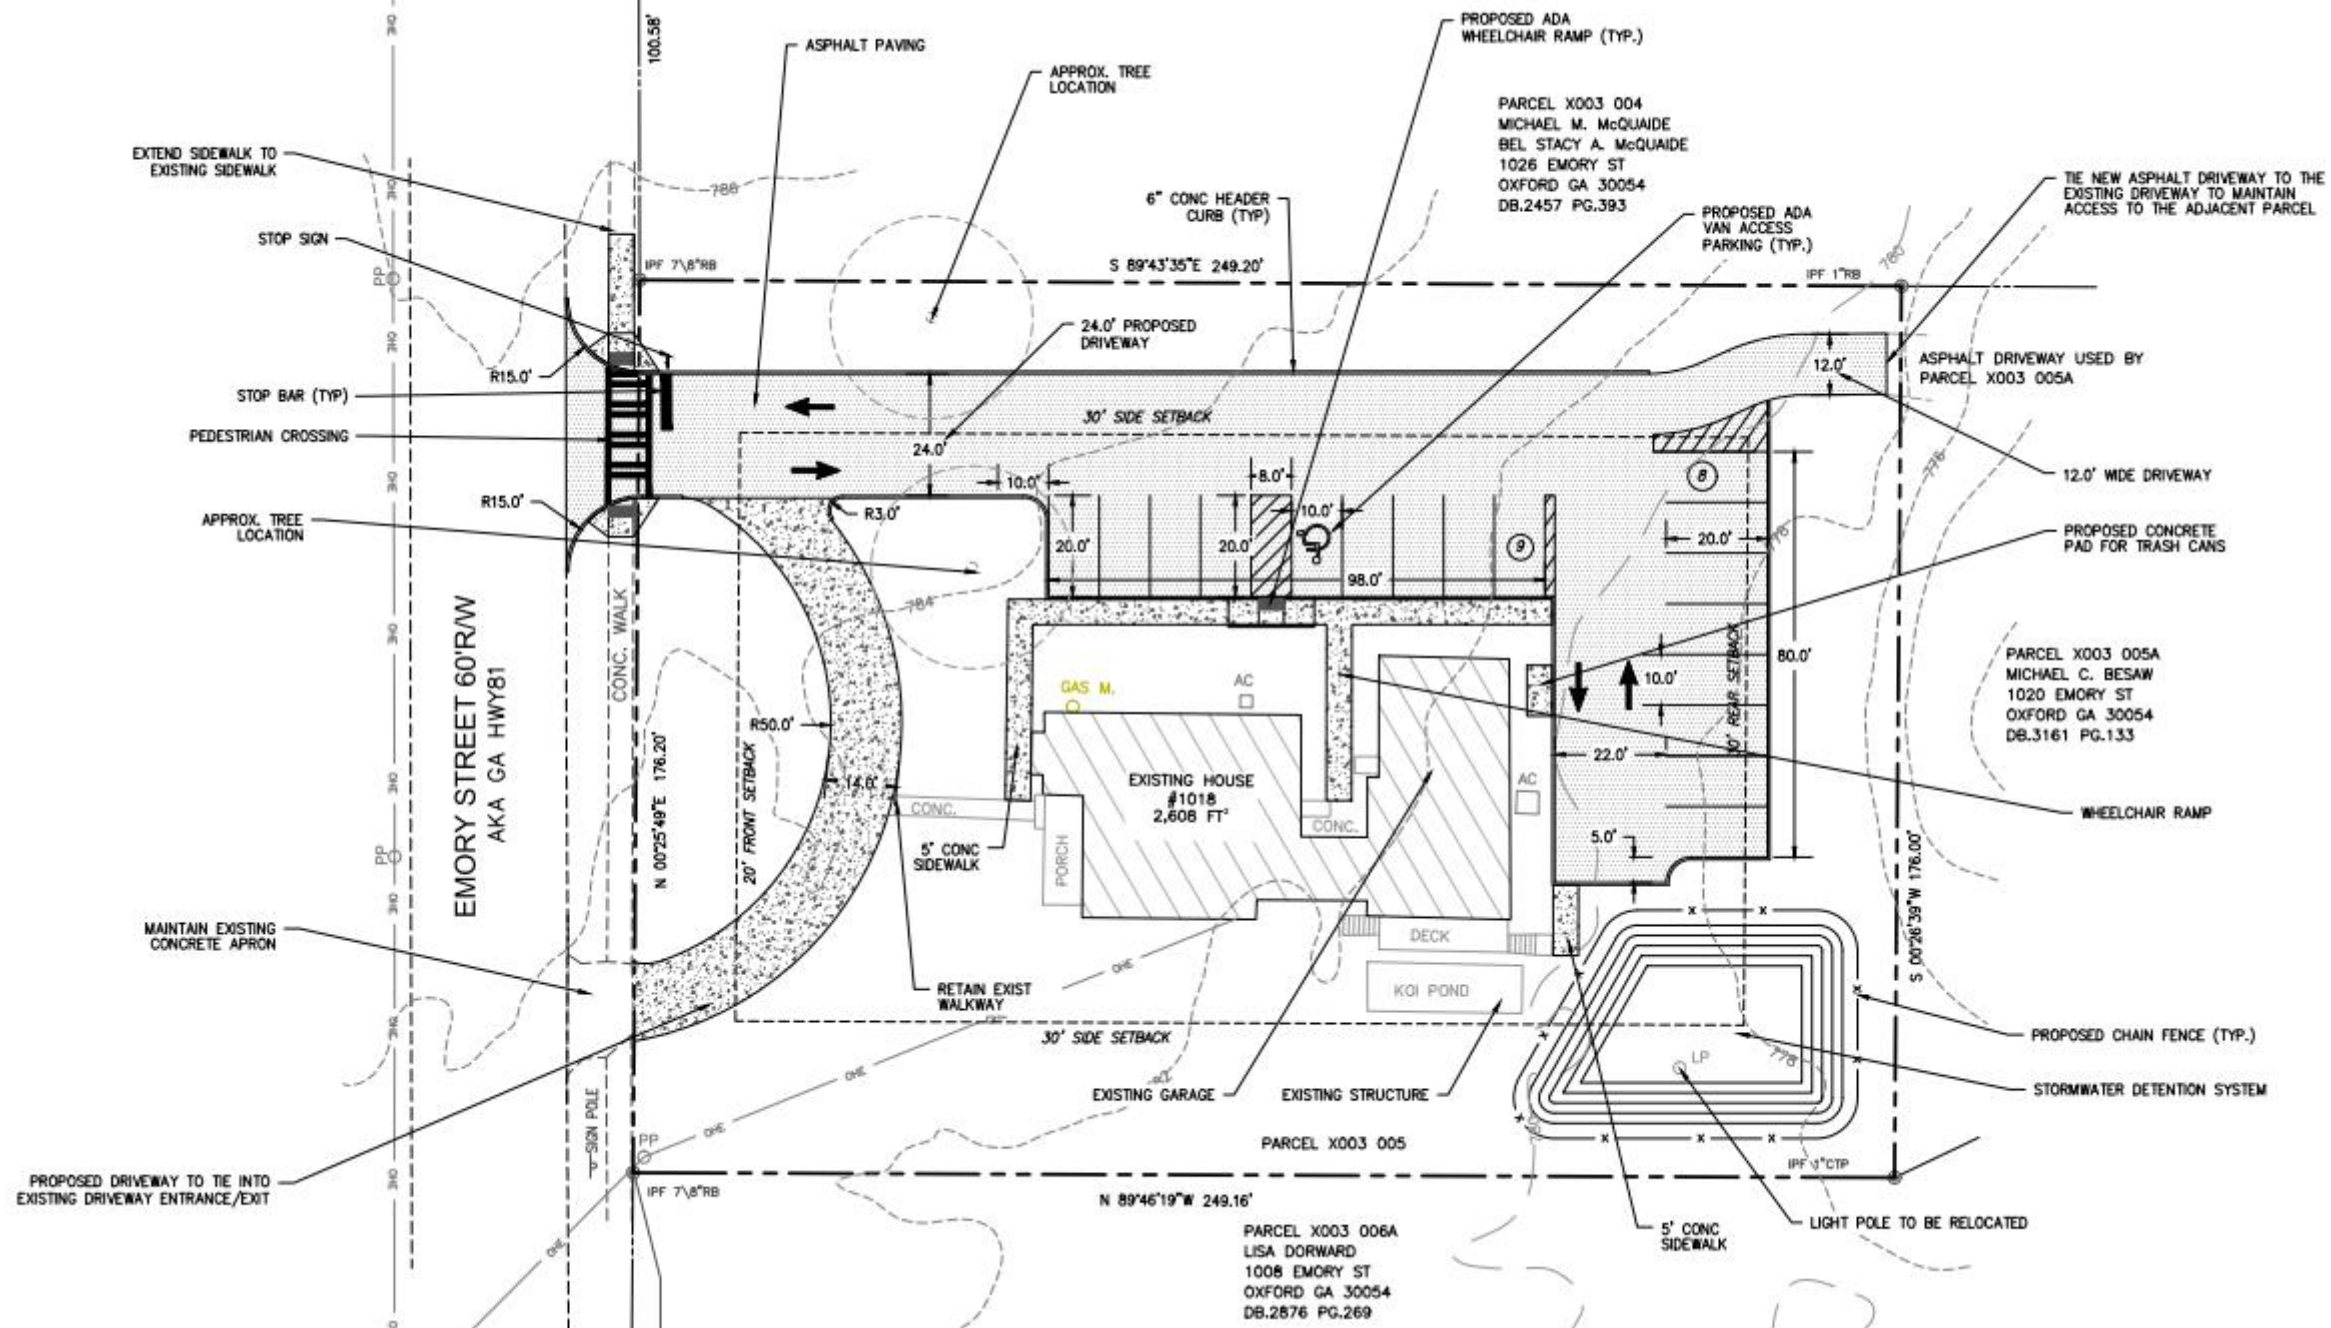 100.58'
ASPHALT PAVING
APPROX. TREE
LOCATION
PROPOSED ADA
WHEELCHAIR RAMP (TYP.)
PARCEL X003 004
MICHAEL M. McQUAIDE
BEL STACY A. McQUAIDE
1026 EMORY ST
OXFORD GA 30054
DB.2457 PG.393
EXTEND SIDEWALK TO
EXISTING SIDEWALK
STOP SIGN
6" CONC HEADER
CURB (TYP)
PROPOSED ADA
VAN ACCESS
PARKING (TYP.)
TIE NEW ASPHALT DRIVEWAY TO THE
EXISTING DRIVEWAY TO MAINTAIN
ACCESS TO THE ADJACENT PARCEL
OHE
OHE
PP
786
780
IPF 7\8"RB
S 89°43'35"E 249.20'
IPF 1"RB
24.0' PROPOSED
DRIVEWAY
R15.0'
12.0'
ASPHALT DRIVEWAY USED BY
PARCEL X003 005A
STOP BAR (TYP)
30' SIDE SETBACK
PEDESTRIAN CROSSING
24.0'
8.0'
10.0'
8
776
12.0' WIDE DRIVEWAY
R15.0'
R3.0'
10.0'
APPROX. TREE
LOCATION
20.0'
20.0'
9
20.0'
778
PROPOSED CONCRETE
PAD FOR TRASH CANS
98.0'
784
CONC. WALK
EMORY STREET 60'R/W
AKA GA HWY81
GAS M.
AC
10.0'
30' REAR SETBACK
80.0'
PARCEL X003 005A
MICHAEL C. BESAW
1020 EMORY ST
OXFORD GA 30054
DB.3161 PG.133
R50.0'
N 00°25'49"E 176.20'
20' FRONT SETBACK
14.0'
CONC.
EXISTING HOUSE
#1018
2,608 FT²
CONC.
AC
22.0'
WHEELCHAIR RAMP
5' CONC
SIDEWALK
PORCH
5.0'
S 00°26'39"W 176.00'
MAINTAIN EXISTING
CONCRETE APRON
RETAIN EXIST
WALKWAY
OHE
DECK
KOI POND
30' SIDE SETBACK
PROPOSED CHAIN FENCE (TYP.)
OHE
LP
778
EXISTING GARAGE
EXISTING STRUCTURE
STORMWATER DETENTION SYSTEM
SIGN POLE
PP
OHE
PARCEL X003 005
IPF 1"CTP
PROPOSED DRIVEWAY TO TIE INTO
EXISTING DRIVEWAY ENTRANCE/EXIT
IPF 7\8"RB
N 89°46'19"W 249.16'
5' CONC
SIDEWALK
LIGHT POLE TO BE RELOCATED
OHE
PARCEL X003 006A
LISA DORWARD
1008 EMORY ST
OXFORD GA 30054
DB.2876 PG.269